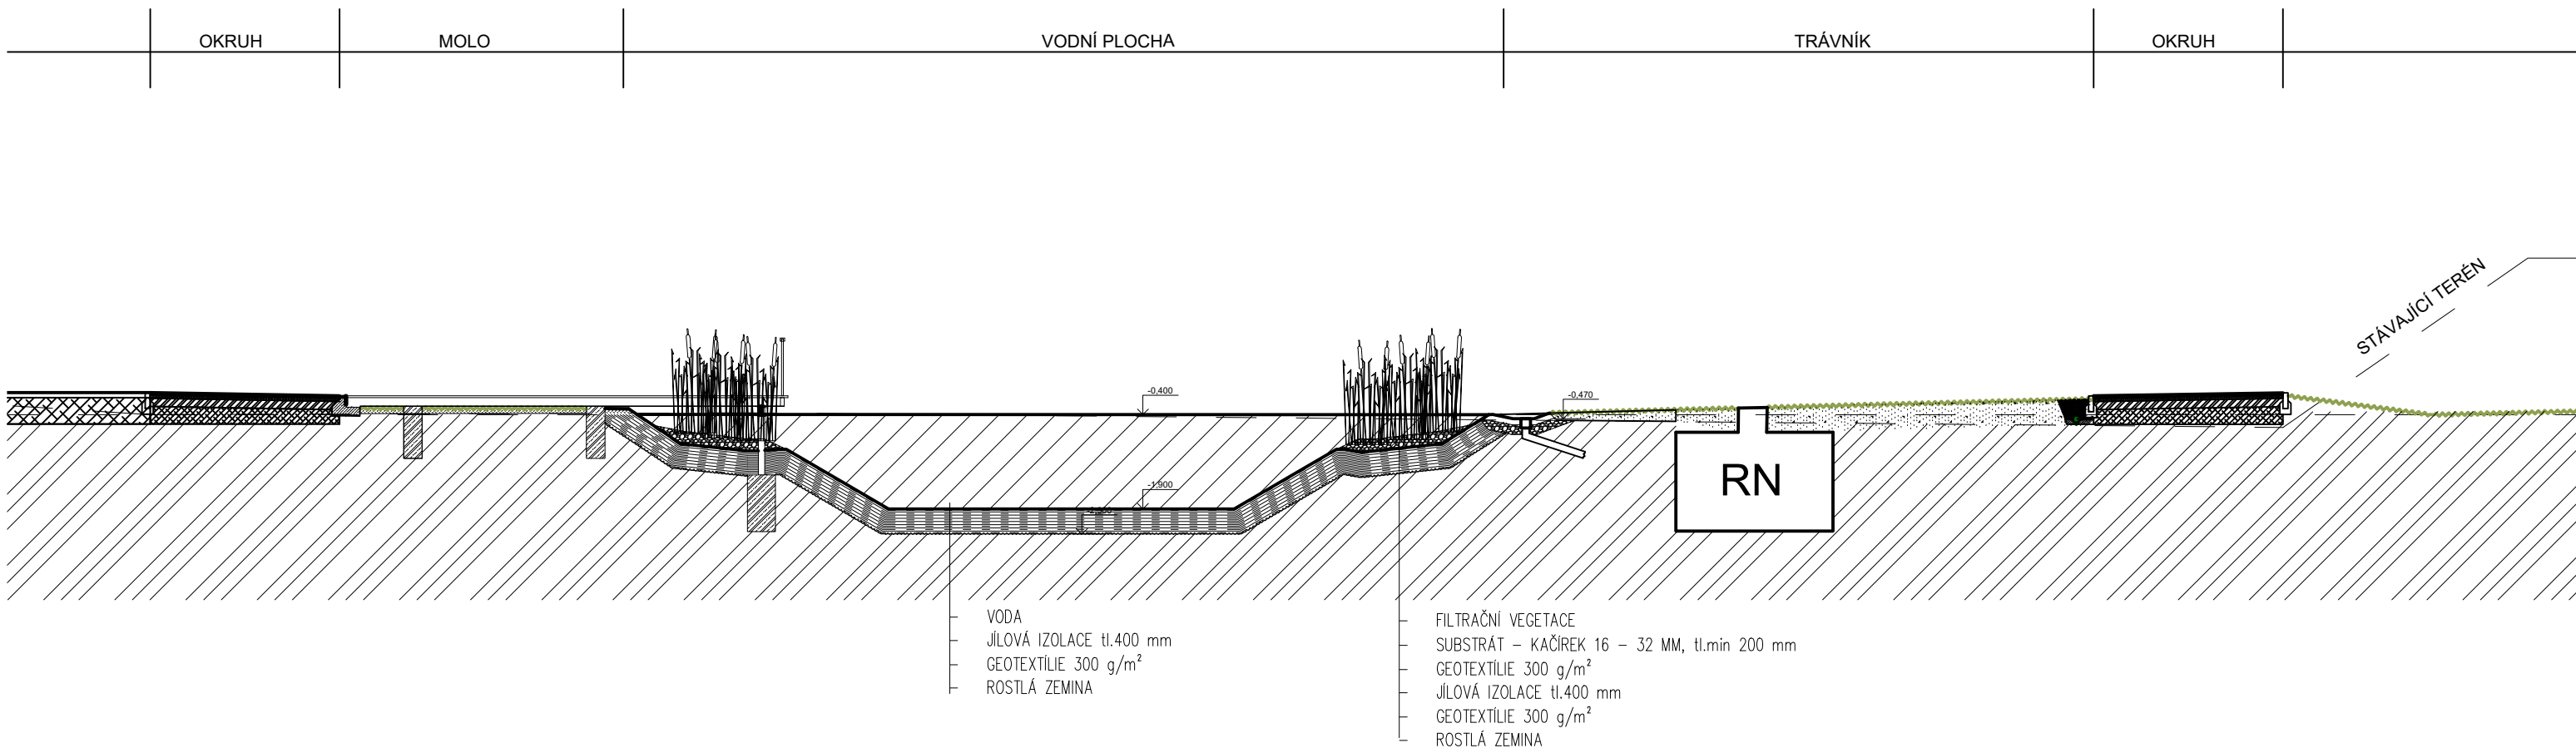 OKRUH
MOLO
VODNÍ PLOCHA
TRÁVNÍK
OKRUH
STÁVAJÍCÍ TERÉN
-0,400
-0,470
RN
-1,900
-2,300
VODA
JÍLOVÁ IZOLACE tl.400 mm
GEOTEXTÍLIE 300 g/m²
ROSTLÁ ZEMINA
FILTRAČNÍ VEGETACE
SUBSTRÁT – KAČÍREK 16 – 32 MM, tl.min 200 mm
GEOTEXTÍLIE 300 g/m²
JÍLOVÁ IZOLACE tl.400 mm
GEOTEXTÍLIE 300 g/m²
ROSTLÁ ZEMINA